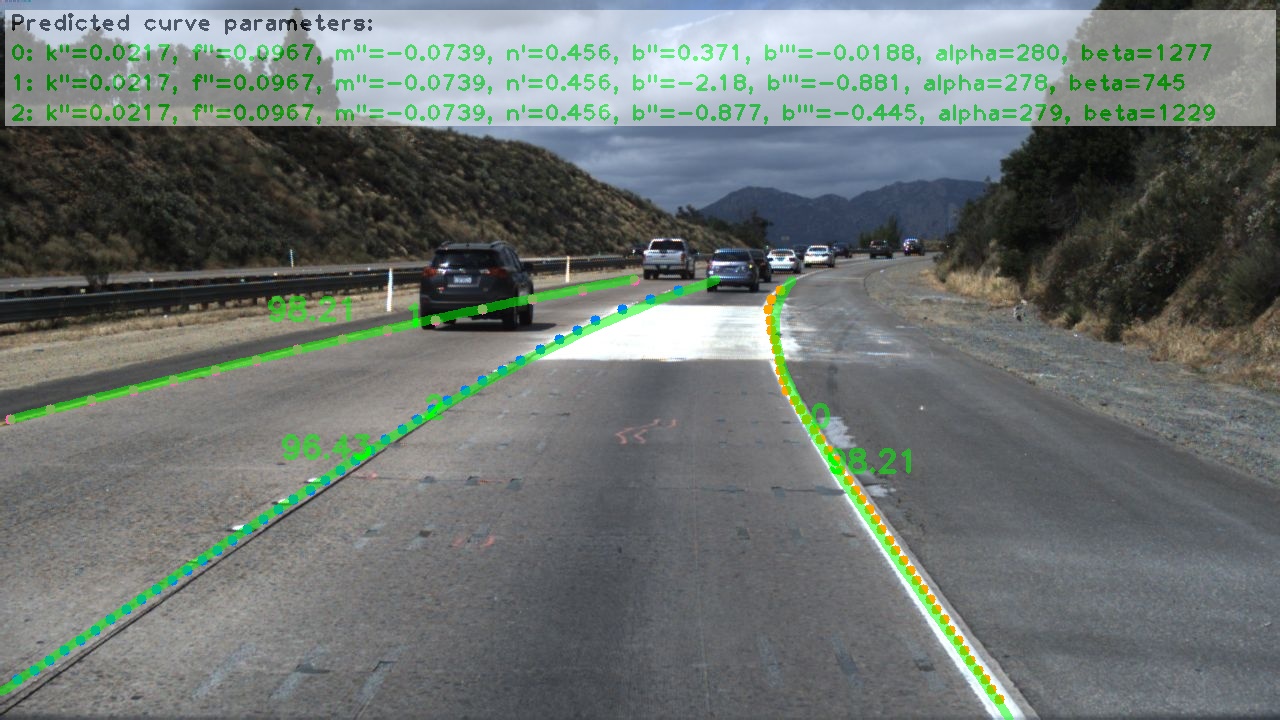 Predicted curve parameters:
0: k''=0.0217, f''=0.0967, m''=-0.0739, n'=0.456, b''=0.371, b'''=-0.0188, alpha=280, beta=1277
1: k''=0.0217, f''=0.0967, m''=-0.0739, n'=0.456, b''=-2.18, b'''=-0.881, alpha=278, beta=745
2: k''=0.0217, f''=0.0967, m''=-0.0739, n'=0.456, b''=-0.877, b'''=-0.445, alpha=279, beta=1229
98.21
1
2
0
96.43
98.21